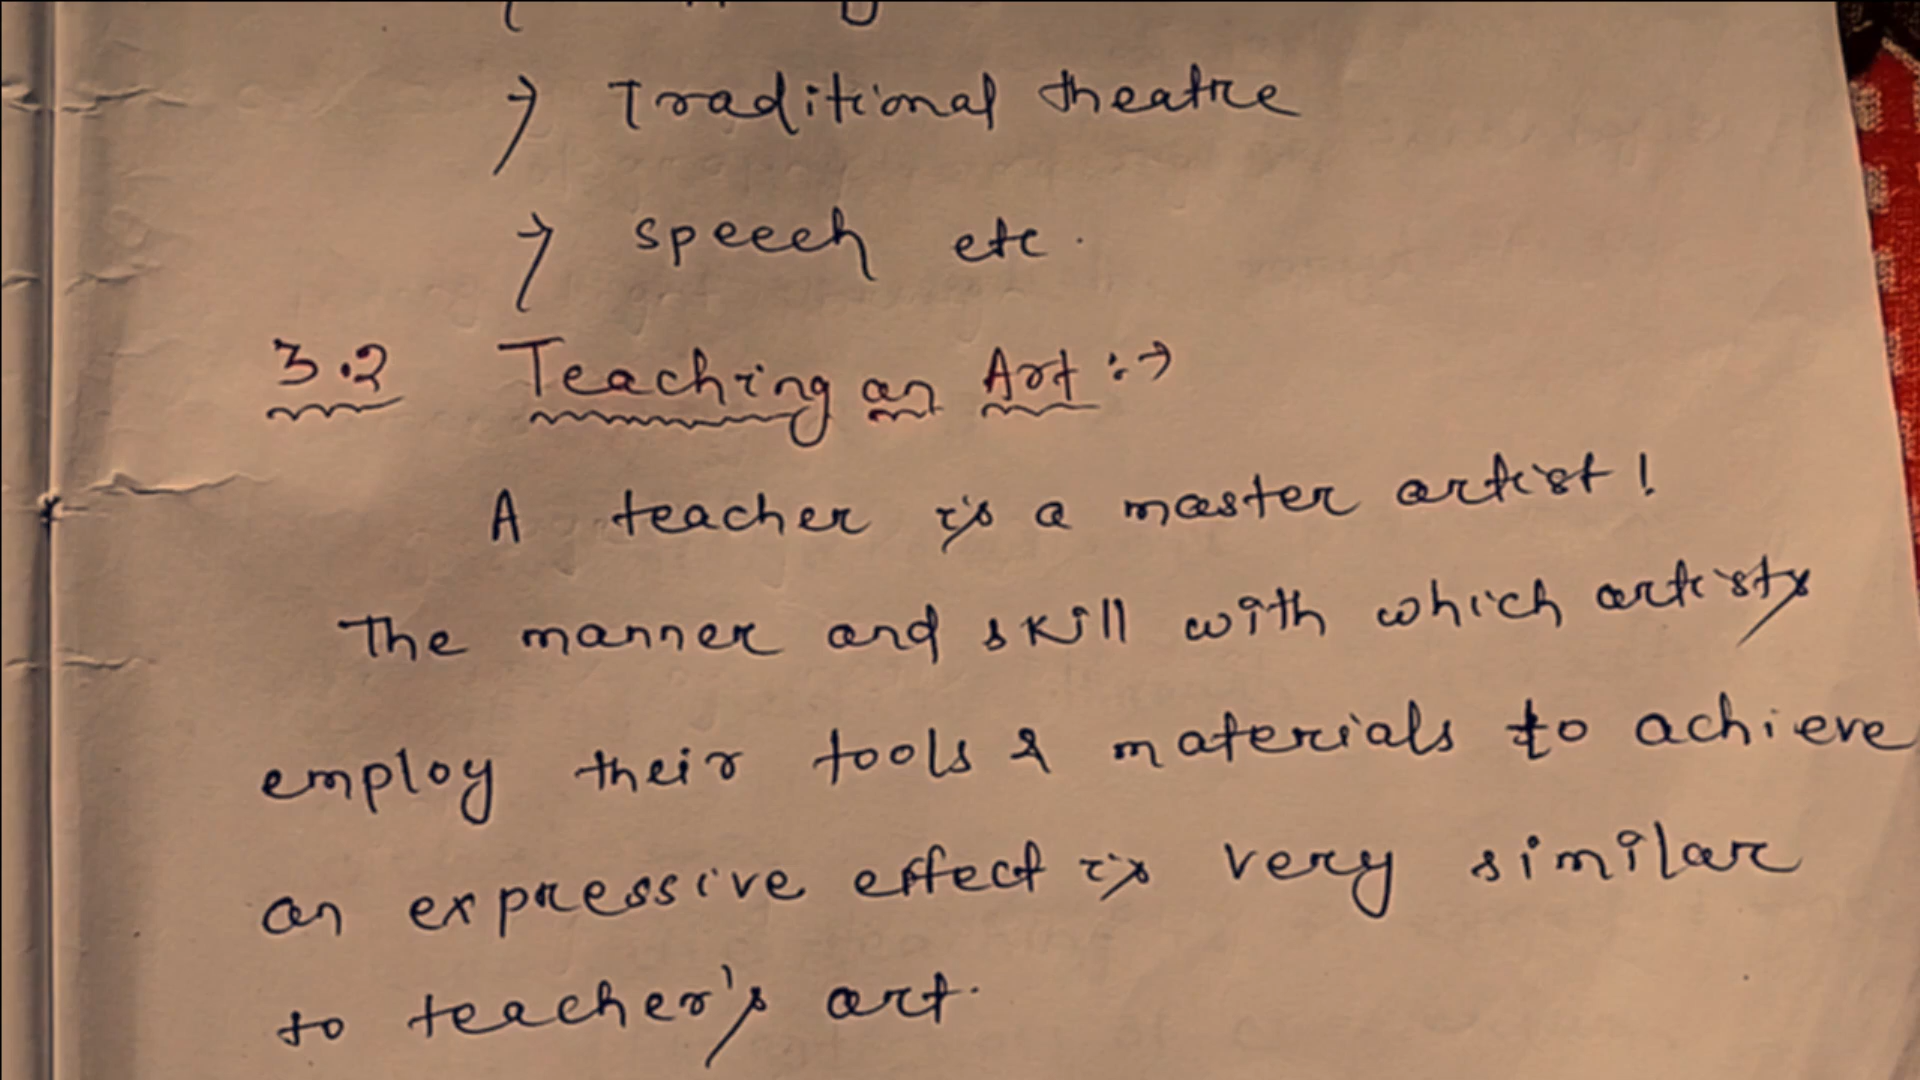 → Traditional theatre
→ speech etc.
3.2 Teaching an Art :→
A teacher is a master artist!
The manner and skill with which artists
employ their tools & materials to achieve
an expressive effect is very similar
to teacher's art.